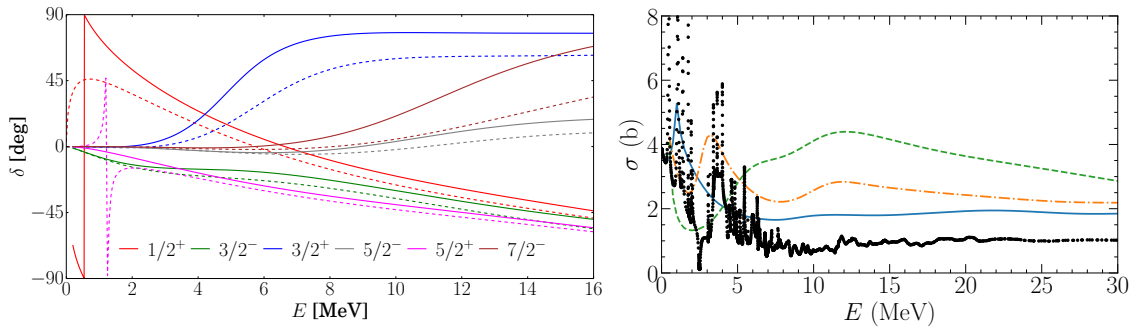 90
45
0
−45
−90
δ [deg]
1/2⁺ 3/2⁻ 3/2⁺ 5/2⁻ 5/2⁺ 7/2⁻
0 2 4 6 8 10 12 14 16
E [MeV]
8
6
4
2
0
σ (b)
0 5 10 15 20 25 30
E (MeV)